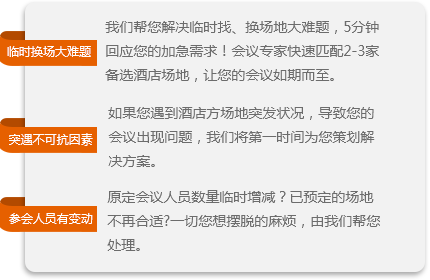 临时换场大难题
我们帮您解决临时找、换场地大难题，5分钟
回应您的加急需求！会议专家快速匹配2-3家
备选酒店场地，让您的会议如期而至。
突遇不可抗因素
如果您遇到酒店方场地突发状况，导致您的
会议出现问题，我们将第一时间为您策划解
决方案。
参会人员有变动
原定会议人员数量临时增减？已预定的场地
不再合适?一切您想摆脱的麻烦，由我们帮您
处理。